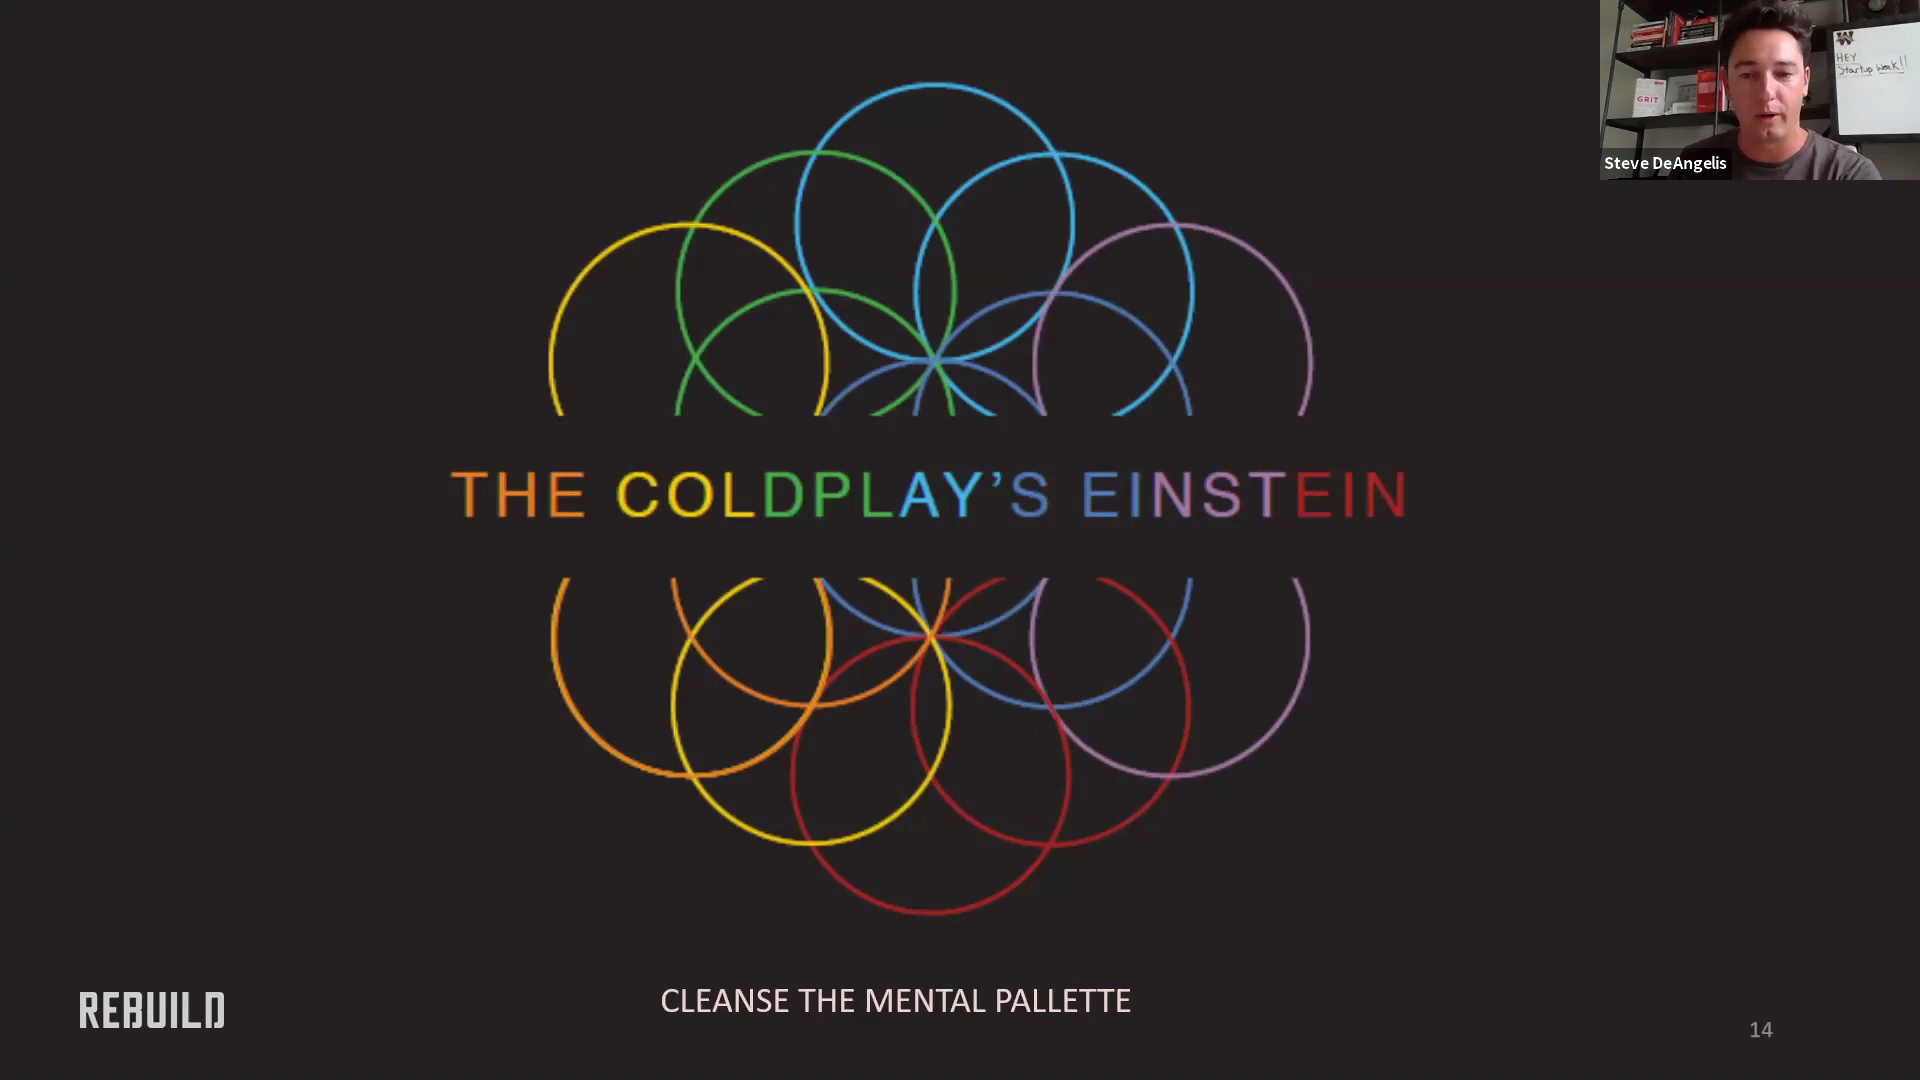 HEY
Startup Week!!
GRIT
Steve DeAngelis
THE COLDPLAY’S EINSTEIN
CLEANSE THE MENTAL PALLETTE
REBUILD
14